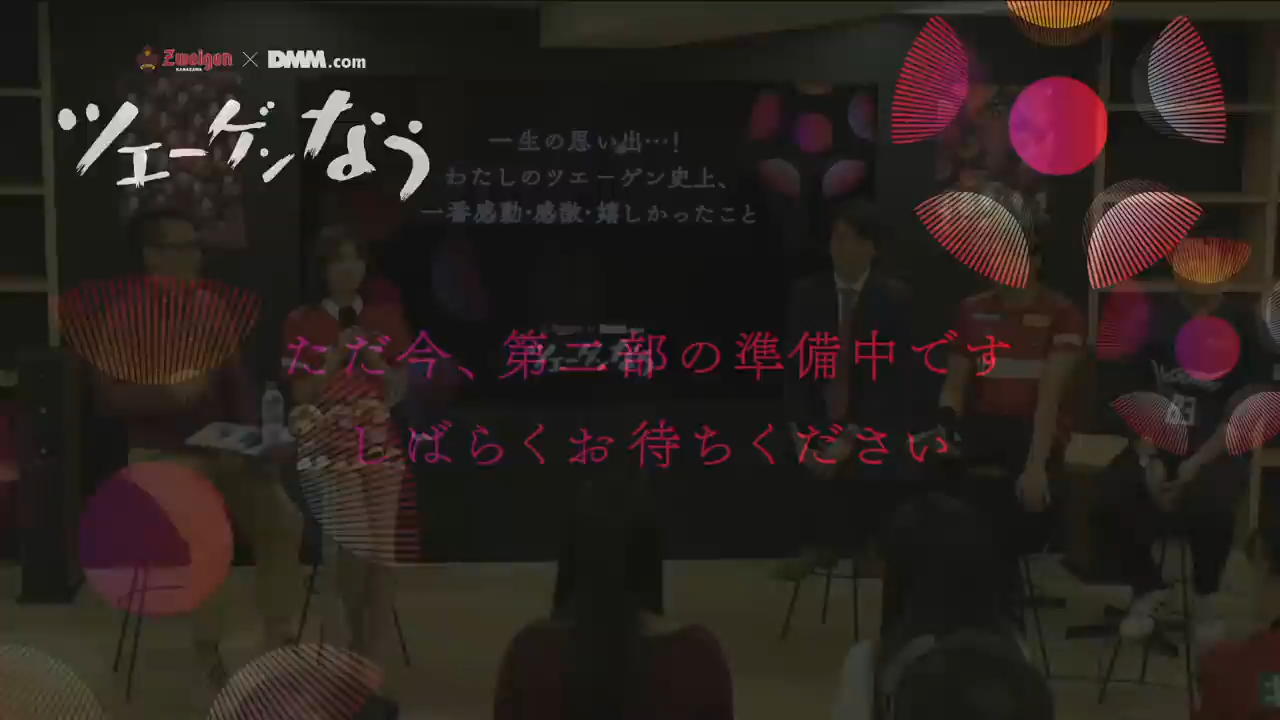 Zweigen
KANAZAWA
×
DMM.com
ツエーゲンなう
一生の思い出…!
わたしのツエーゲン史上、
一番感動・感激・嬉しかったこと
ただ今、第二部の準備中です
しばらくお待ちください